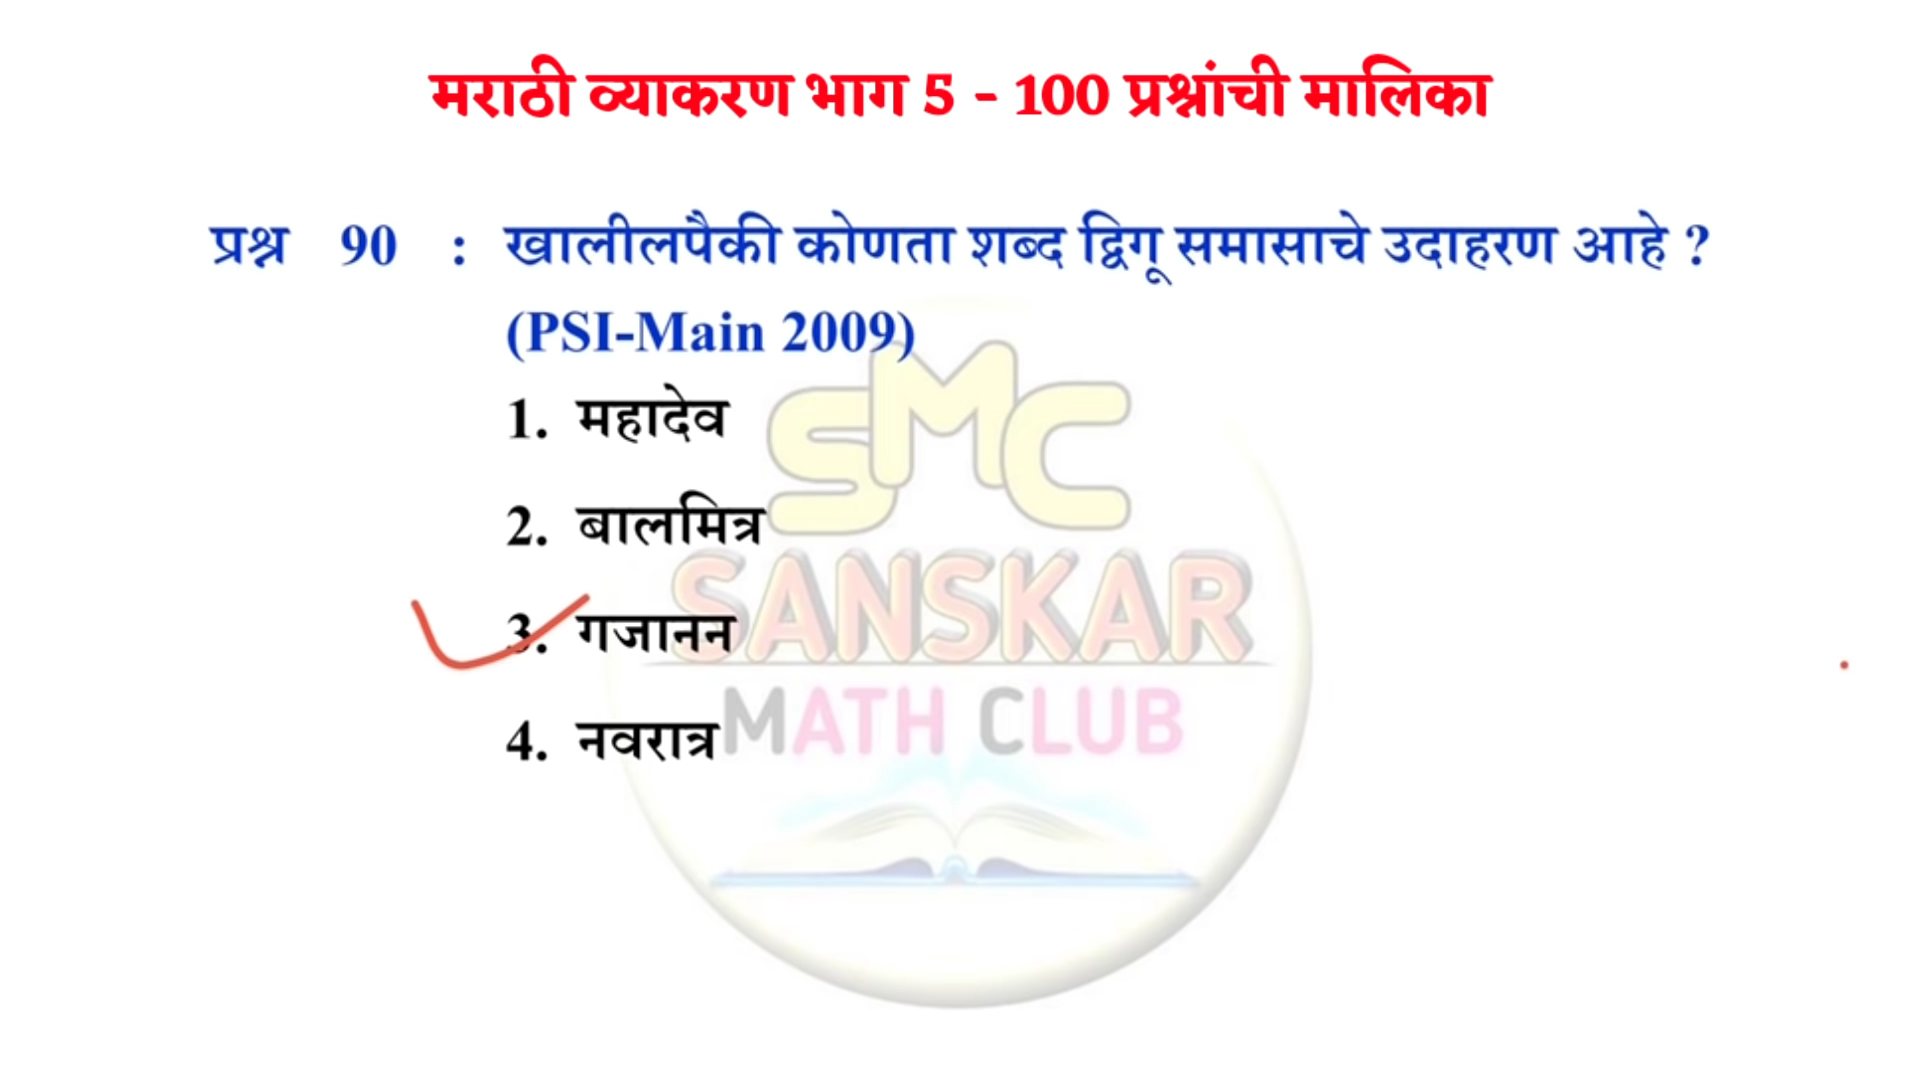 मराठी व्याकरण भाग 5 - 100 प्रश्नांची मालिका
प्रश्न 90 : खालीलपैकी कोणता शब्द द्विगू समासाचे उदाहरण आहे ?
(PSI-Main 2009)
1. महादेव
2. बालमित्र
3. गजानन
4. नवरात्र
SMC
SANSKAR
MATH CLUB